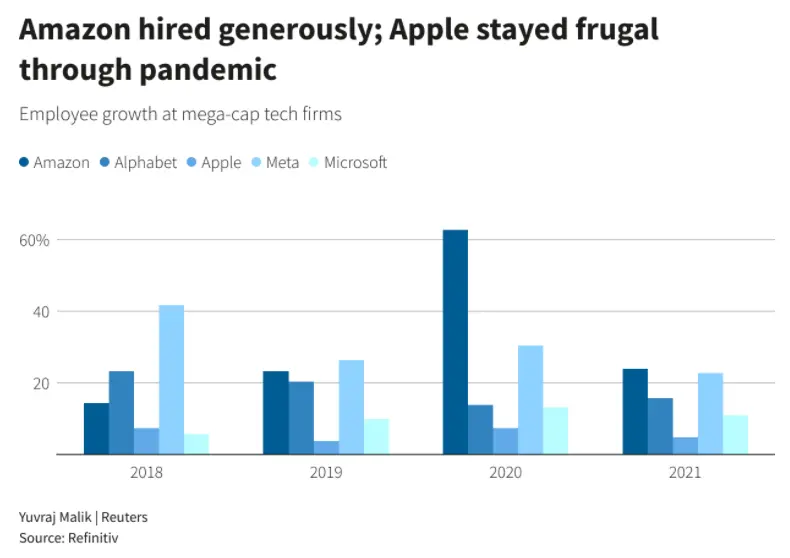 Amazon hired generously; Apple stayed frugal
through pandemic
Employee growth at mega-cap tech firms
Amazon Alphabet Apple Meta Microsoft
60%
40
20
2018 2019 2020 2021
Yuvraj Malik | Reuters
Source: Refinitiv